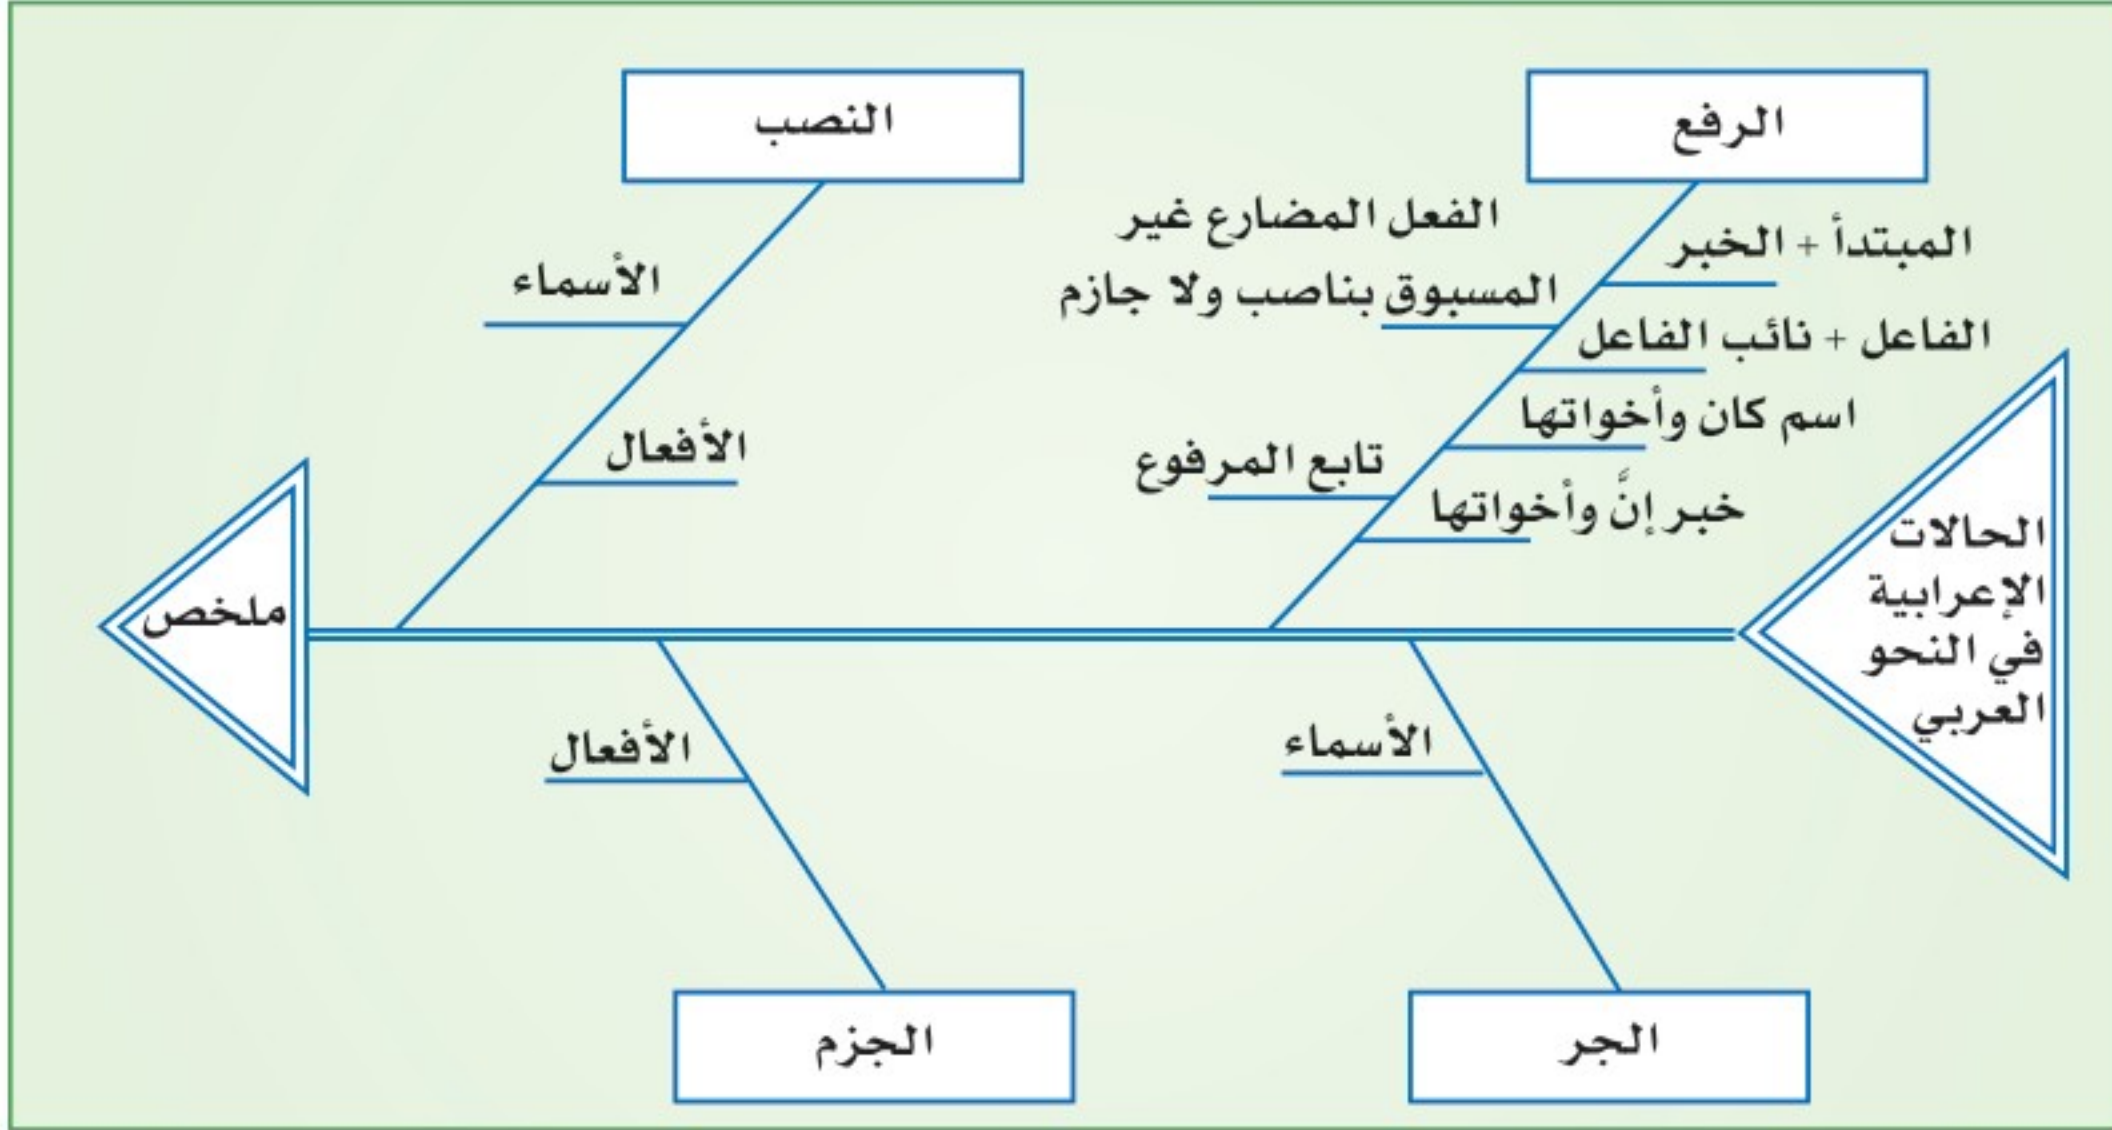 الحالات
الإعرابية
في النحو
العربي
الرفع
المبتدأ + الخبر
الفاعل + نائب الفاعل
اسم كان وأخواتها
خبر إنَّ وأخواتها
الفعل المضارع غير
المسبوق بناصب ولا جازم
تابع المرفوع
النصب
الأسماء
الأفعال
الجر
الأسماء
الجزم
الأفعال
ملخص